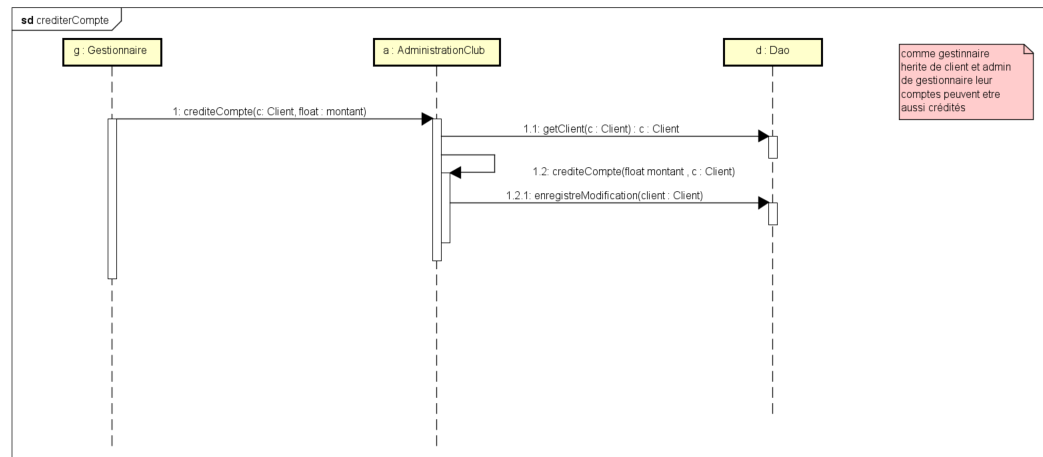 sd crediterCompte
g : Gestionnaire
a : AdministrationClub
d : Dao
comme gestinnaire
herite de client et admin
de gestionnaire leur
comptes peuvent etre
aussi crédités
1: crediteCompte(c: Client, float : montant)
1.1: getClient(c : Client) : c : Client
1.2: crediteCompte(float montant , c : Client)
1.2.1: enregistreModification(client : Client)